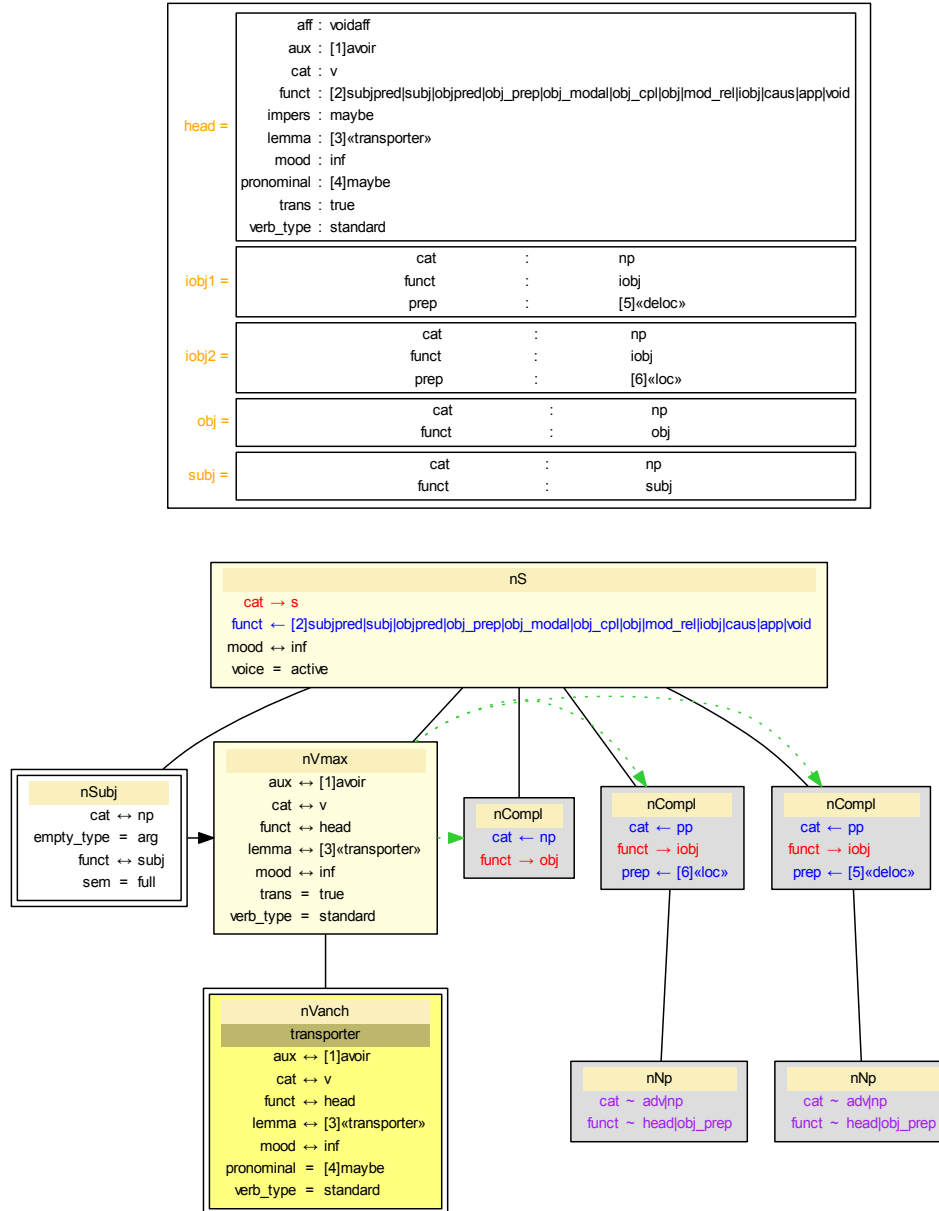 head =
aff : voidaff
aux : [1]avoir
cat : v
funct : [2]subjpred|subj|objpred|obj_prep|obj_modal|obj_cpl|obj|mod_rel|iobj|caus|app|void
impers : maybe
lemma : [3]«transporter»
mood : inf
pronominal : [4]maybe
trans : true
verb_type : standard
iobj1 =
cat : np
funct : iobj
prep : [5]«deloc»
iobj2 =
cat : np
funct : iobj
prep : [6]«loc»
obj =
cat : np
funct : obj
subj =
cat : np
funct : subj
nS
cat → s
funct ← [2]subjpred|subj|objpred|obj_prep|obj_modal|obj_cpl|obj|mod_rel|iobj|caus|app|void
mood ↔ inf
voice = active
nSubj
cat ↔ np
empty_type = arg
funct ↔ subj
sem = full
nVmax
aux ↔ [1]avoir
cat ↔ v
funct ↔ head
lemma ↔ [3]«transporter»
mood ↔ inf
trans = true
verb_type = standard
nCompl
cat ← np
funct → obj
nCompl
cat ← pp
funct → iobj
prep ← [6]«loc»
nCompl
cat ← pp
funct → iobj
prep ← [5]«deloc»
nVanch
transporter
aux ↔ [1]avoir
cat ↔ v
funct ↔ head
lemma ↔ [3]«transporter»
mood ↔ inf
pronominal = [4]maybe
verb_type = standard
nNp
cat ~ adv|np
funct ~ head|obj_prep
nNp
cat ~ adv|np
funct ~ head|obj_prep